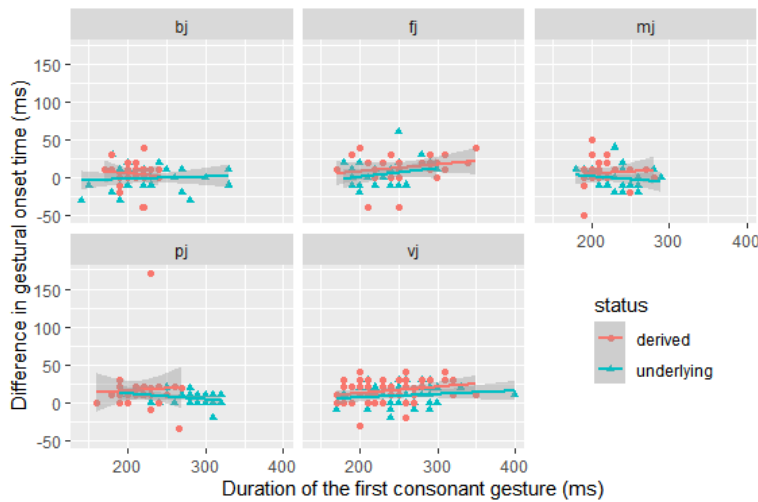 bj
fj
mj
150
100
50
0
-50
200 300 400
pj
vj
150
100
50
0
-50
200 300 400
200 300 400
Difference in gestural onset time (ms)
Duration of the first consonant gesture (ms)
status
derived
underlying